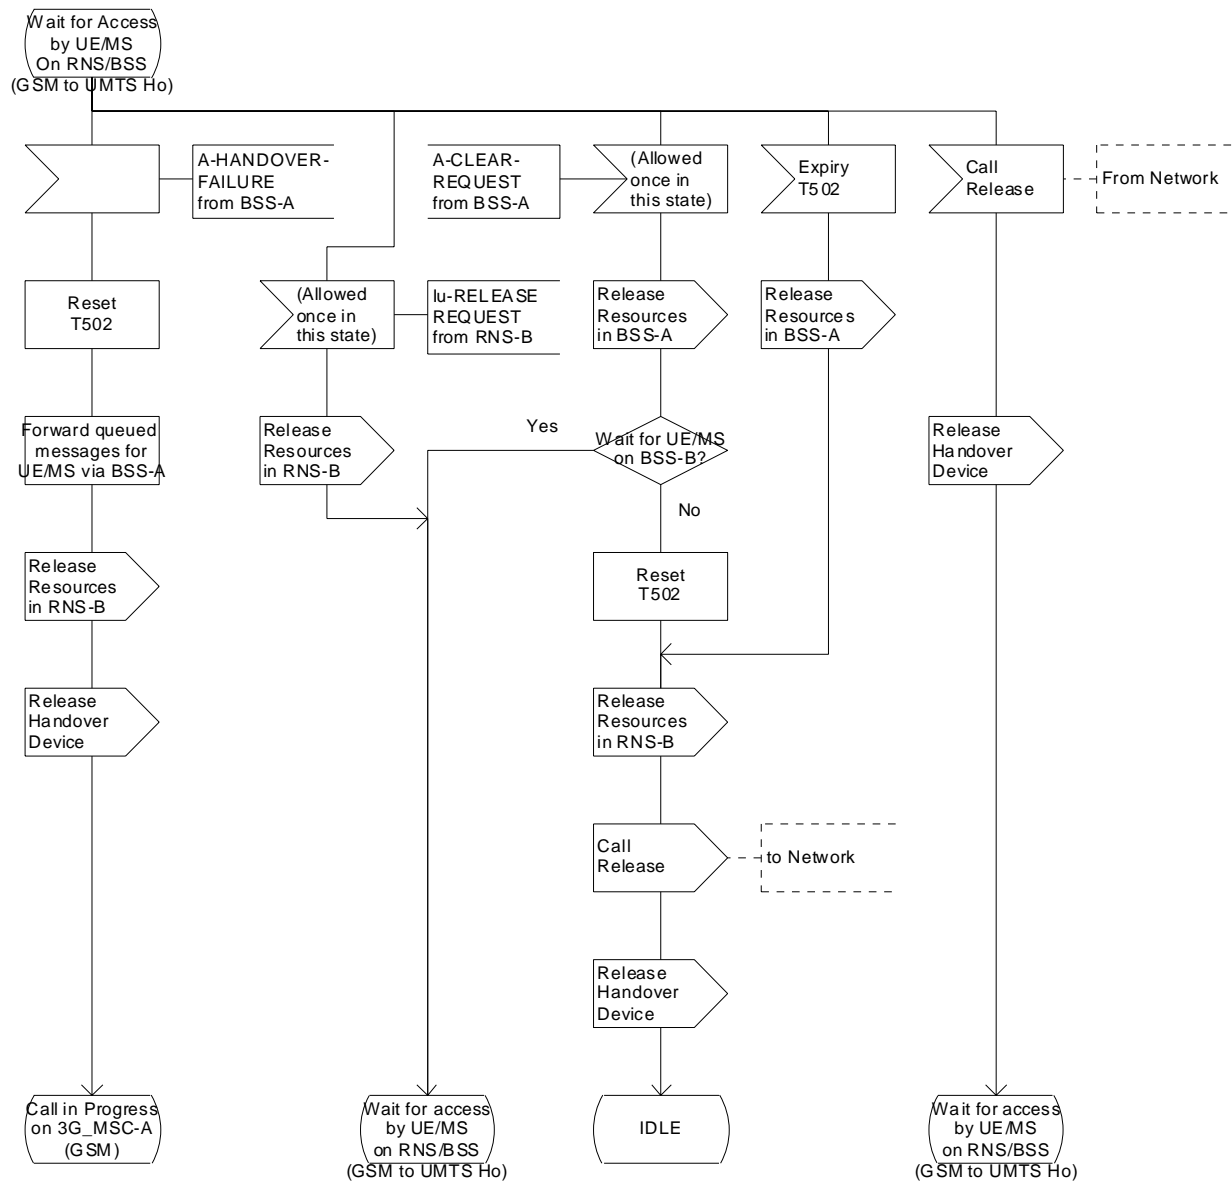 Wait for Access
by UE/MS
On RNS/BSS
(GSM to UMTS Ho)
A-HANDOVER-
FAILURE
from BSS-A
A-CLEAR-
REQUEST
from BSS-A
(Allowed
once in
this state)
Expiry
T502
Call
Release
From Network
Reset
T502
(Allowed
once in
this state)
Iu-RELEASE
REQUEST
from RNS-B
Release
Resources
in BSS-A
Release
Resources
in BSS-A
Forward queued
messages for
UE/MS via BSS-A
Release
Resources
in RNS-B
Yes
Wait for UE/MS
on BSS-B?
No
Release
Handover
Device
Release
Resources
in RNS-B
Reset
T502
Release
Handover
Device
Release
Resources
in RNS-B
Call
Release
to Network
Release
Handover
Device
Call in Progress
on 3G_MSC-A
(GSM)
Wait for access
by UE/MS
on RNS/BSS
(GSM to UMTS Ho)
IDLE
Wait for access
by UE/MS
on RNS/BSS
(GSM to UMTS Ho)